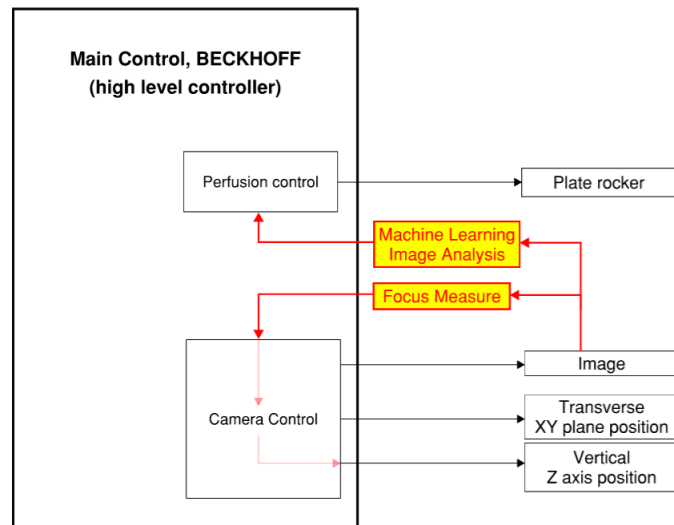 Main Control, BECKHOFF
(high level controller)
Perfusion control
Plate rocker
Machine Learning
Image Analysis
Focus Measure
Image
Camera Control
Transverse
XY plane position
Vertical
Z axis position